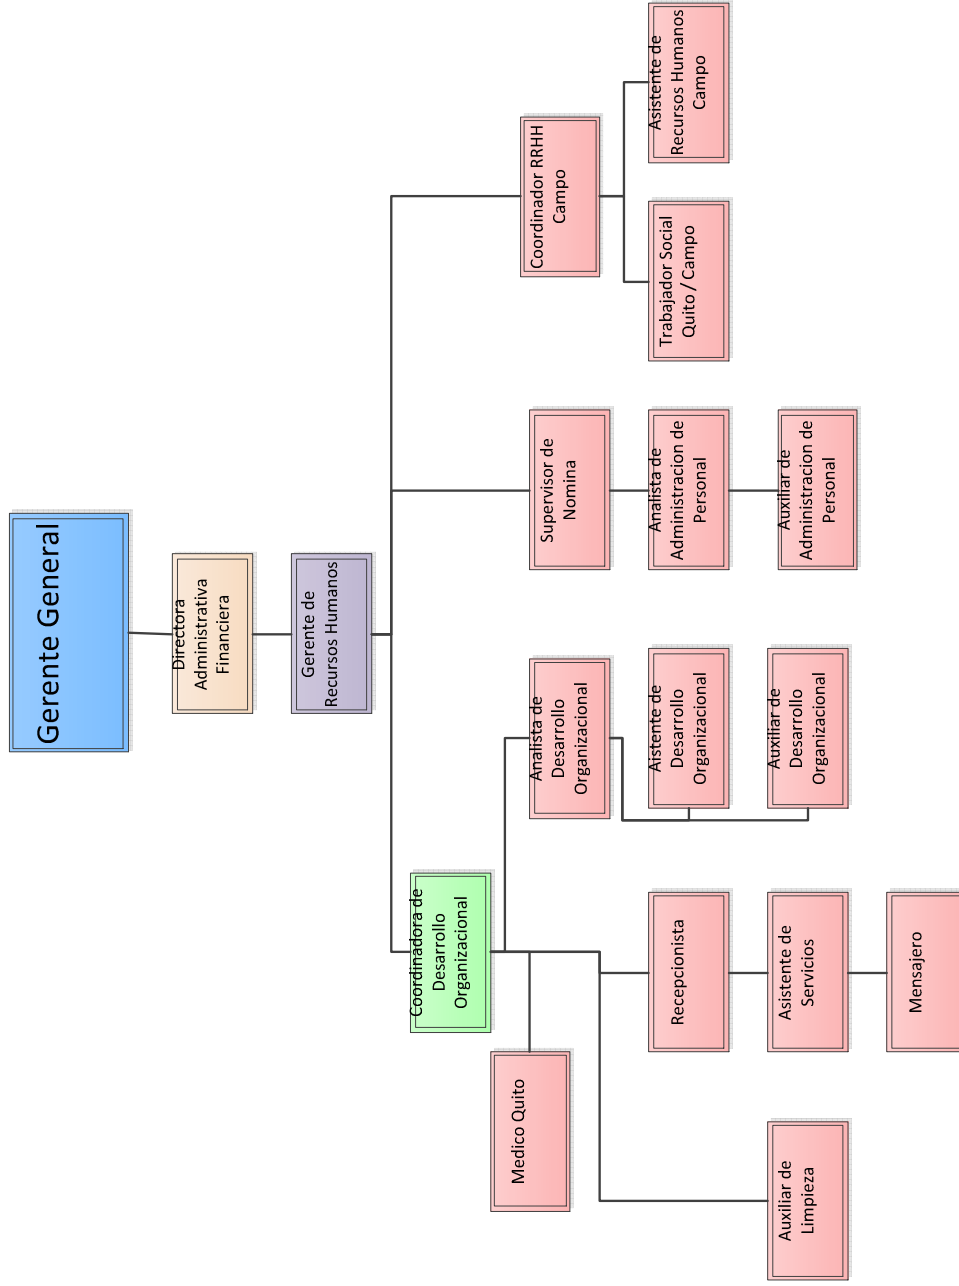 Gerente General
Directora
Administrativa
Financiera
Gerente de
Recursos Humanos
Coordinadora de
Desarrollo
Organizacional
Medico Quito
Auxiliar de
Limpieza
Recepcionista
Asistente de
Servicios
Mensajero
Analista de
Desarrollo
Organizacional
Aistente de
Desarrollo
Organizacional
Auxiliar de
Desarrollo
Organizacional
Supervisor de
Nomina
Analista de
Administracion de
Personal
Auxiliar de
Administracion de
Personal
Coordinador RRHH
Campo
Trabajador Social
Quito / Campo
Asistente de
Recursos Humanos
Campo